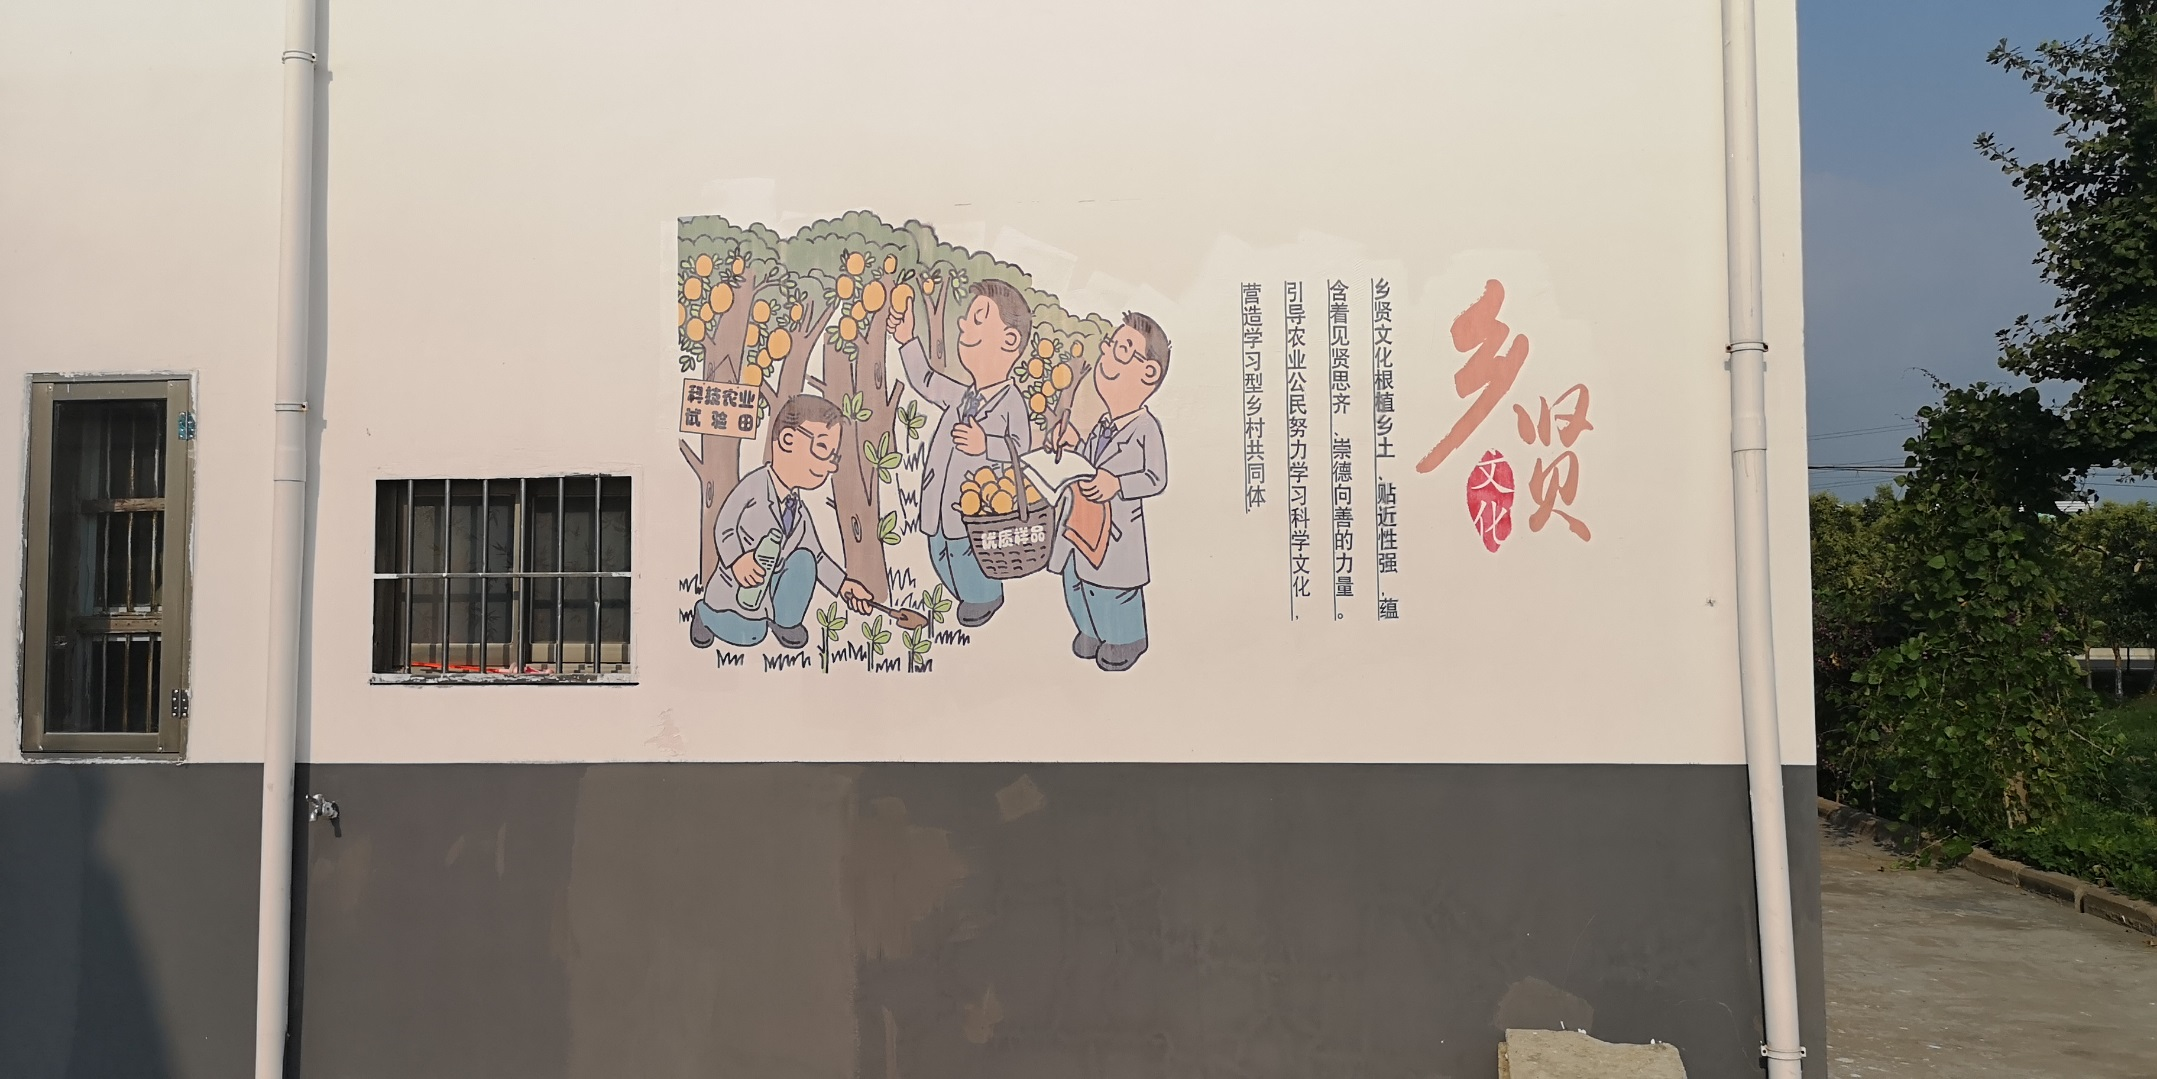 乡贤
文化
乡贤文化根植乡土、贴近性强,蕴
含着见贤思齐、崇德向善的力量。
引导农业公民努力学习科学文化,
营造学习型乡村共同体.
科技农业
试验田
优质样品